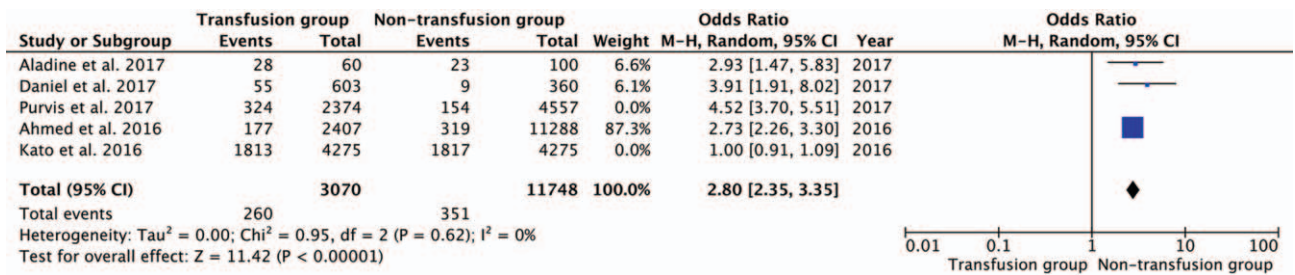 Transfusion group Non-transfusion group Odds Ratio Odds Ratio
Study or Subgroup Events Total Events Total Weight M-H, Random, 95% CI Year M-H, Random, 95% CI
Aladine et al. 2017 28 60 23 100 6.6% 2.93 [1.47, 5.83] 2017
Daniel et al. 2017 55 603 9 360 6.1% 3.91 [1.91, 8.02] 2017
Purvis et al. 2017 324 2374 154 4557 0.0% 4.52 [3.70, 5.51] 2017
Ahmed et al. 2016 177 2407 319 11288 87.3% 2.73 [2.26, 3.30] 2016
Kato et al. 2016 1813 4275 1817 4275 0.0% 1.00 [0.91, 1.09] 2016
Total (95% CI) 3070 11748 100.0% 2.80 [2.35, 3.35]
Total events 260 351
Heterogeneity: Tau² = 0.00; Chi² = 0.95, df = 2 (P = 0.62); I² = 0%
Test for overall effect: Z = 11.42 (P < 0.00001)
0.01 0.1 1 10 100
Transfusion group Non-transfusion group